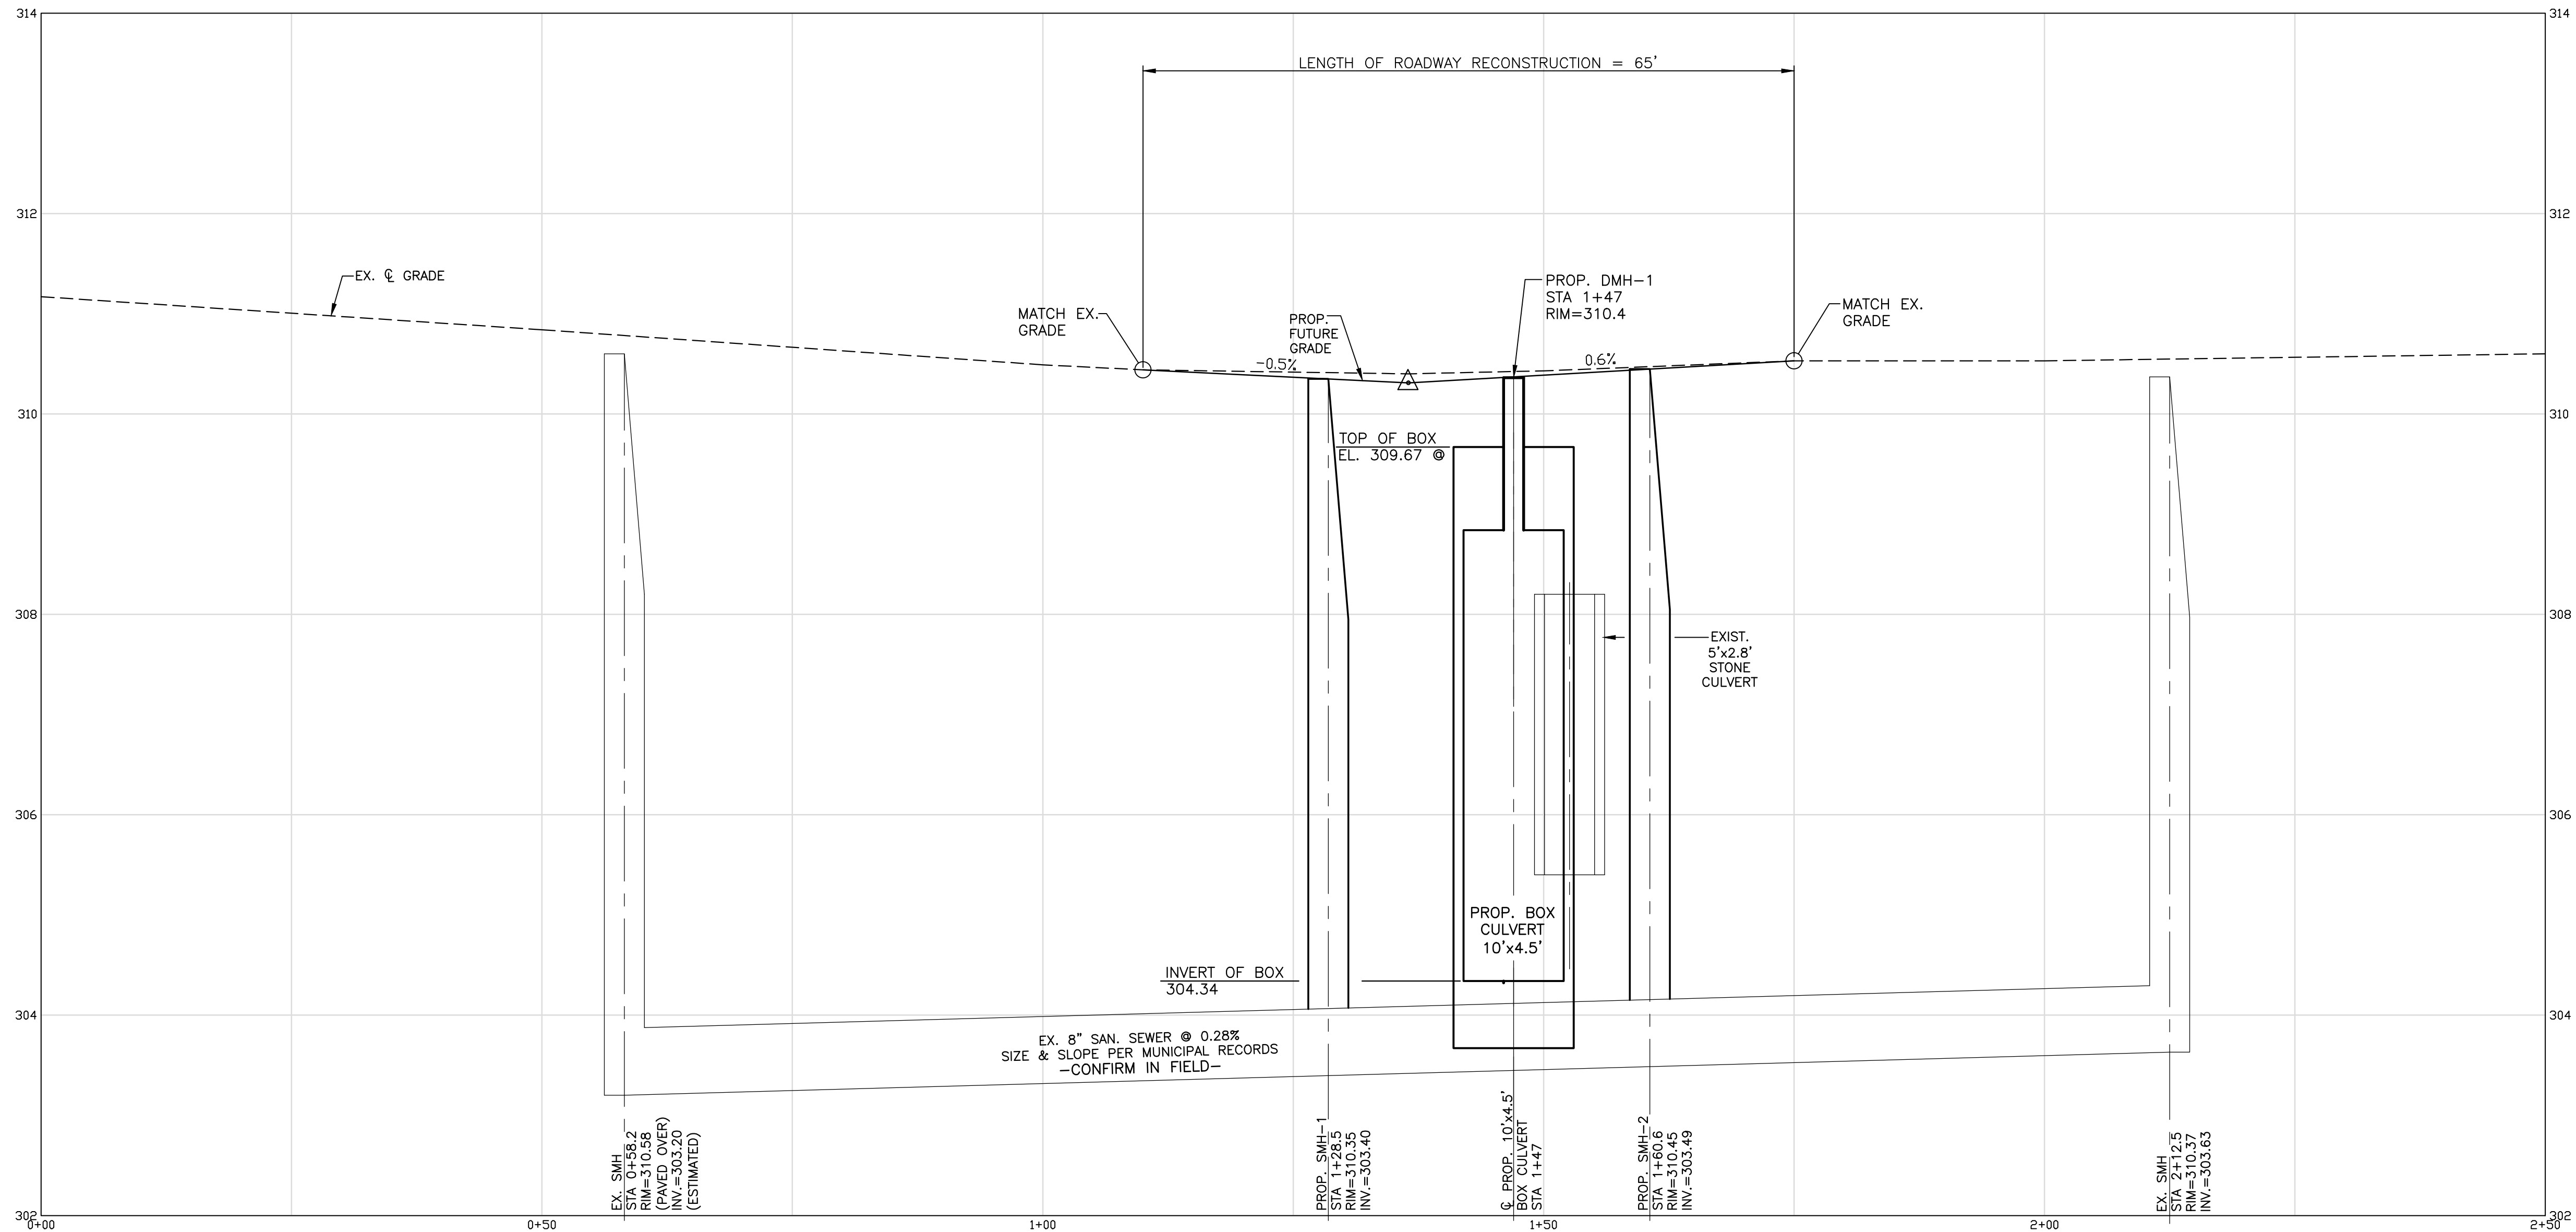 314
314
LENGTH OF ROADWAY RECONSTRUCTION = 65'
312
312
EX. ℄ GRADE
MATCH EX.
GRADE
PROP.
FUTURE
GRADE
PROP. DMH-1
STA 1+47
RIM=310.4
MATCH EX.
GRADE
-0.5%
0.6%
310
310
TOP OF BOX
EL. 309.67 @
308
308
EXIST.
5'x2.8'
STONE
CULVERT
306
306
PROP. BOX
CULVERT
10'x4.5'
INVERT OF BOX
304.34
304
304
EX. 8" SAN. SEWER @ 0.28%
SIZE & SLOPE PER MUNICIPAL RECORDS
-CONFIRM IN FIELD-
EX. SMH
STA 0+58.2
RIM=310.58
(PAVED OVER)
INV.=303.20
(ESTIMATED)
PROP. SMH-1
STA 1+28.5
RIM=310.35
INV.=303.40
℄ PROP. 10'x4.5'
BOX CULVERT
STA 1+47
PROP. SMH-2
STA 1+60.6
RIM=310.45
INV.=303.49
EX. SMH
STA 2+12.5
RIM=310.37
INV.=303.63
302
302
0+00
0+50
1+00
1+50
2+00
2+50